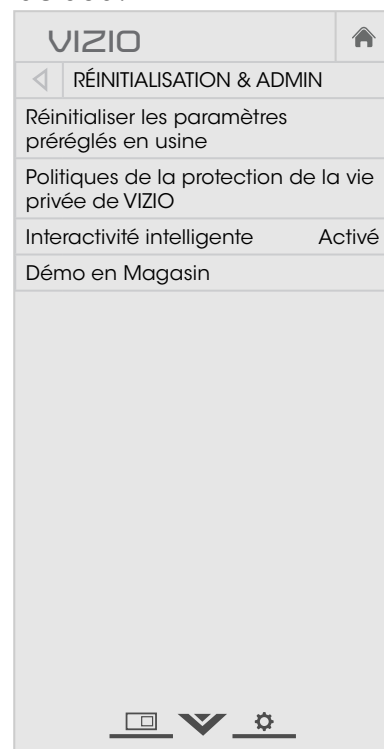 VIZIO
RÉINITIALISATION & ADMIN
Réinitialiser les paramètres
préréglés en usine
Politiques de la protection de la vie
privée de VIZIO
Interactivité intelligente Activé
Démo en Magasin